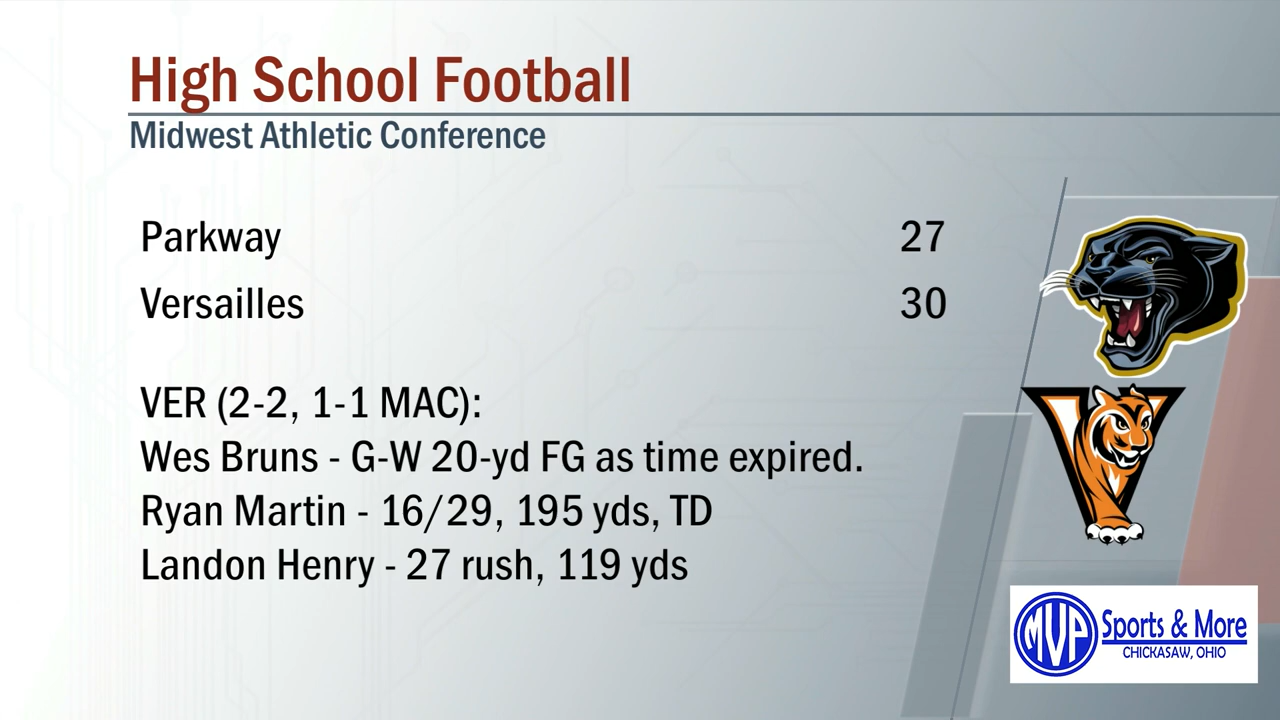 High School Football
Midwest Athletic Conference
Parkway 27
Versailles 30
VER (2-2, 1-1 MAC):
Wes Bruns - G-W 20-yd FG as time expired.
Ryan Martin - 16/29, 195 yds, TD
Landon Henry - 27 rush, 119 yds
V
MVP Sports & More
CHICKASAW, OHIO